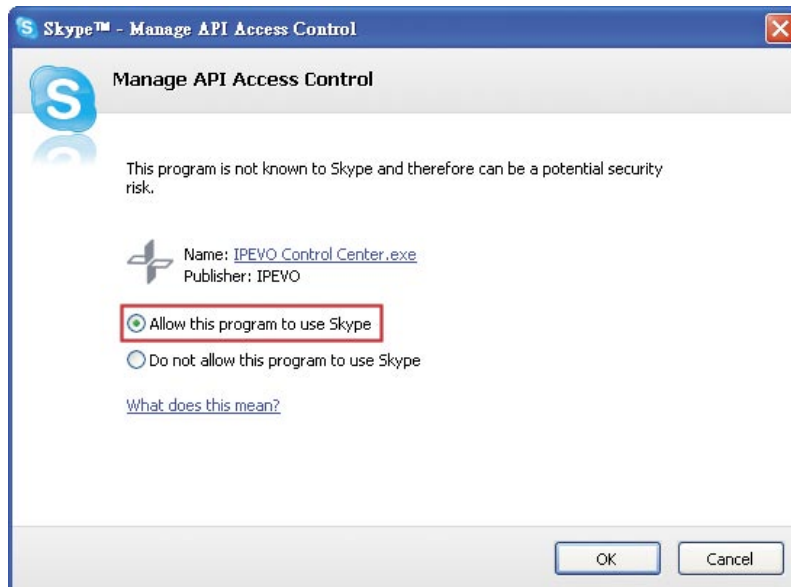 Skype™ - Manage API Access Control
Manage API Access Control
This program is not known to Skype and therefore can be a potential security
risk.
Name: IPEVO Control Center.exe
Publisher: IPEVO
Allow this program to use Skype
Do not allow this program to use Skype
What does this mean?
OK Cancel